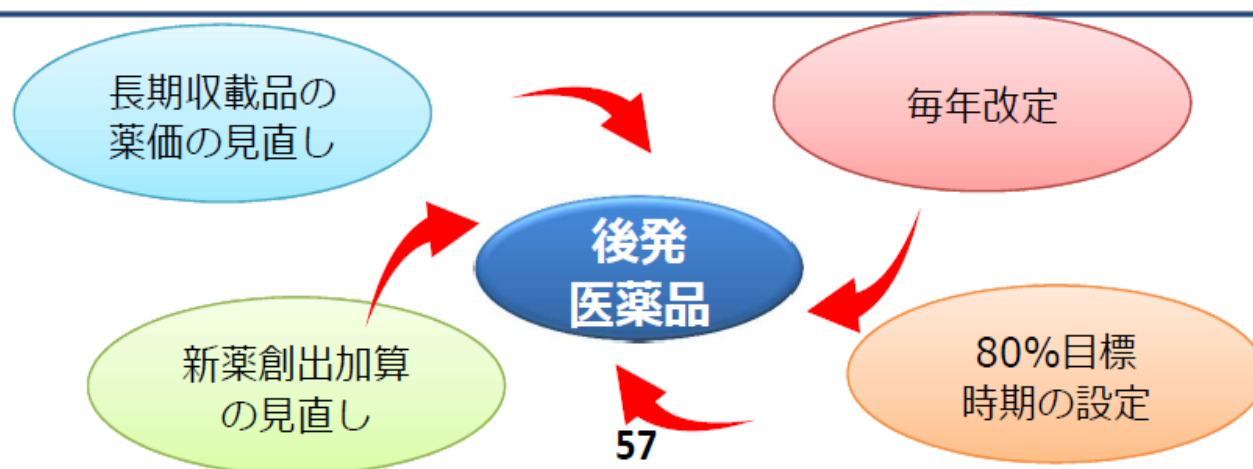 長期収載品の
薬価の見直し
毎年改定
後発
医薬品
新薬創出加算
の見直し
80%目標
時期の設定
57